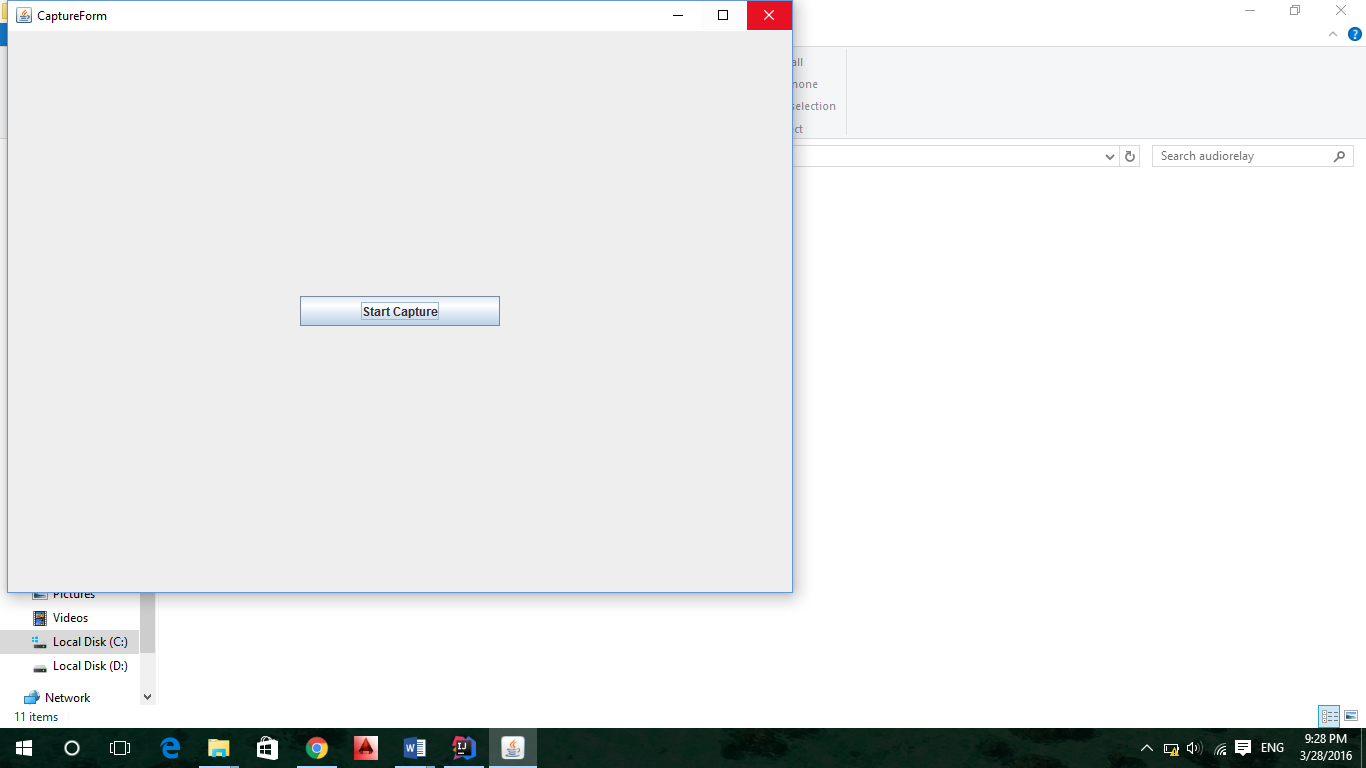 CaptureForm
all
none
selection
ect
Search audiorelay
Start Capture
Pictures
Videos
Local Disk (C:)
Local Disk (D:)
Network
11 items
ENG
9:28 PM
3/28/2016